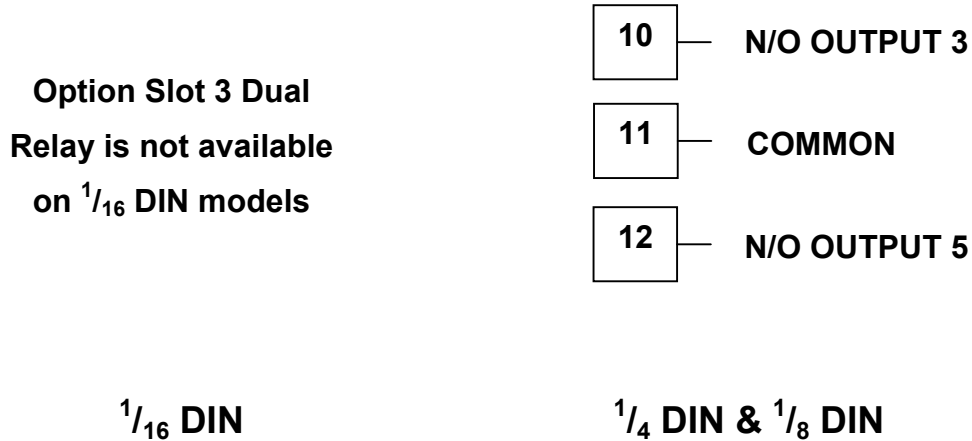 Option Slot 3 Dual
Relay is not available
on 1/16 DIN models
10 N/O OUTPUT 3
11 COMMON
12 N/O OUTPUT 5
1/16 DIN
1/4 DIN & 1/8 DIN